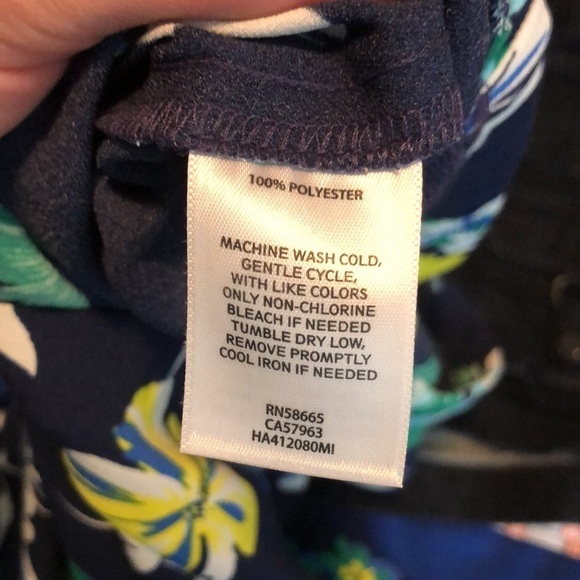 100% POLYESTER
MACHINE WASH COLD,
GENTLE CYCLE,
WITH LIKE COLORS
ONLY NON-CHLORINE
BLEACH IF NEEDED
TUMBLE DRY LOW,
REMOVE PROMPTLY
COOL IRON IF NEEDED
RN58665
CA57963
HA412080MI